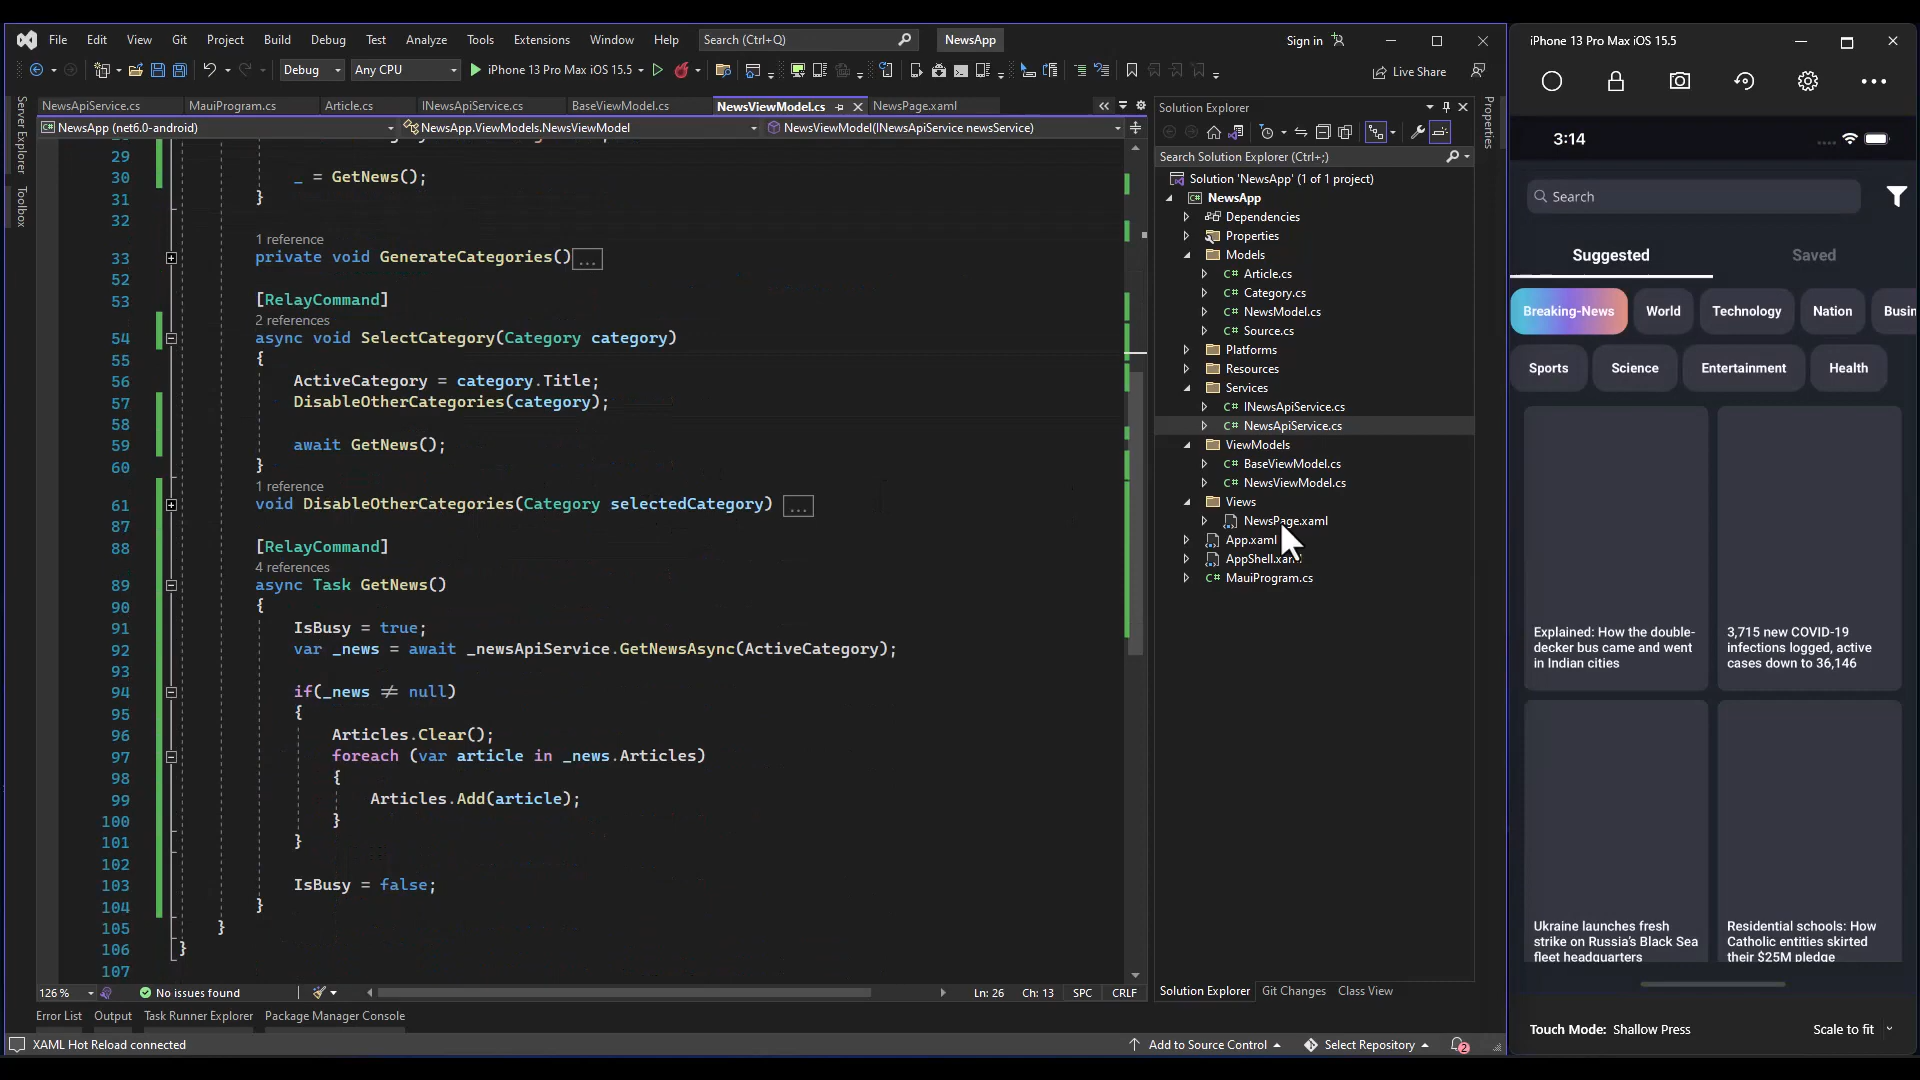 File Edit View Git Project Build Debug Test Analyze Tools Extensions Window Help Search (Ctrl+Q) NewsApp Sign in
Debug Any CPU iPhone 13 Pro Max iOS 15.5 Live Share
NewsApiService.cs MauiProgram.cs Article.cs INewsApiService.cs BaseViewModel.cs NewsViewModel.cs NewsPage.xaml
NewsApp (net6.0-android) NewsApp.ViewModels.NewsViewModel NewsViewModel(INewsApiService newsService)
Server Explorer
Toolbox
29
30 _ = GetNews();
31 }
32
1 reference
33 private void GenerateCategories()...
52
53 [RelayCommand]
2 references
54 async void SelectCategory(Category category)
55 {
56 ActiveCategory = category.Title;
57 DisableOtherCategories(category);
58
59 await GetNews();
60 }
1 reference
61 void DisableOtherCategories(Category selectedCategory) ...
87
88 [RelayCommand]
4 references
89 async Task GetNews()
90 {
91 IsBusy = true;
92 var _news = await _newsApiService.GetNewsAsync(ActiveCategory);
93
94 if(_news ≠ null)
95 {
96 Articles.Clear();
97 foreach (var article in _news.Articles)
98 {
99 Articles.Add(article);
100 }
101 }
102
103 IsBusy = false;
104 }
105 }
106 }
107
126 % No issues found Ln: 26 Ch: 13 SPC CRLF
Error List Output Task Runner Explorer Package Manager Console
XAML Hot Reload connected Add to Source Control Select Repository 2
Solution Explorer
Search Solution Explorer (Ctrl+;)
Solution 'NewsApp' (1 of 1 project)
NewsApp
Dependencies
Properties
Models
C# Article.cs
C# Category.cs
C# NewsModel.cs
C# Source.cs
Platforms
Resources
Services
C# INewsApiService.cs
C# NewsApiService.cs
ViewModels
C# BaseViewModel.cs
C# NewsViewModel.cs
Views
NewsPage.xaml
App.xaml
AppShell.xaml
C# MauiProgram.cs
Solution Explorer Git Changes Class View
Properties
iPhone 13 Pro Max iOS 15.5
3:14
Search
Suggested Saved
Breaking-News World Technology Nation Busin
Sports Science Entertainment Health
Explained: How the double-
decker bus came and went
in Indian cities
3,715 new COVID-19
infections logged, active
cases down to 36,146
Ukraine launches fresh
strike on Russia's Black Sea
fleet headquarters
Residential schools: How
Catholic entities skirted
their $25M pledge
Touch Mode: Shallow Press Scale to fit